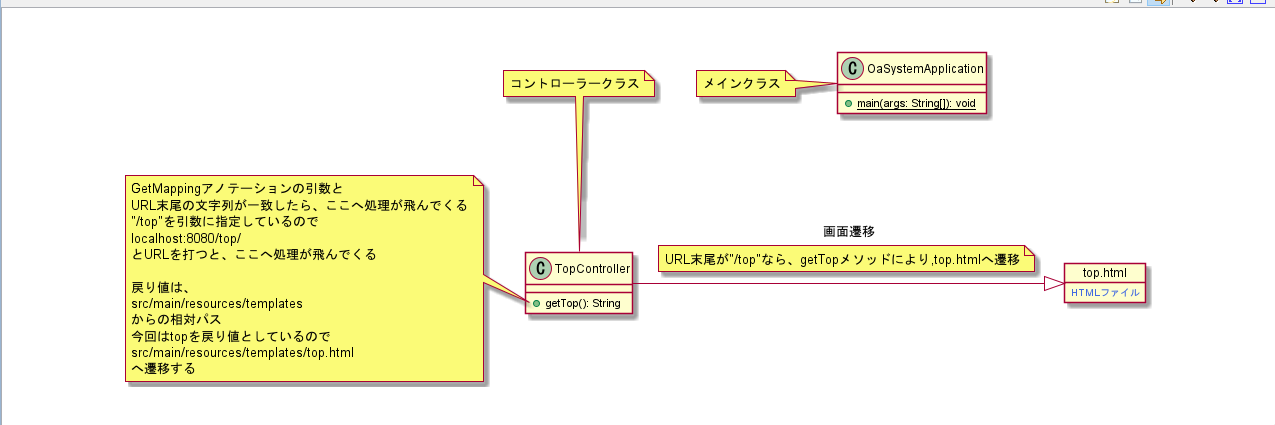 コントローラークラス
メインクラス
C OaSystemApplication
main(args: String[]): void
GetMappingアノテーションの引数と
URL末尾の文字列が一致したら、ここへ処理が飛んでくる
"/top"を引数に指定しているので
localhost:8080/top/
とURLを打つと、ここへ処理が飛んでくる
戻り値は、
src/main/resources/templates
からの相対パス
今回はtopを戻り値としているので
src/main/resources/templates/top.html
へ遷移する
C TopController
getTop(): String
画面遷移
URL末尾が"/top"なら、getTopメソッドにより,top.htmlへ遷移
top.html
HTMLファイル